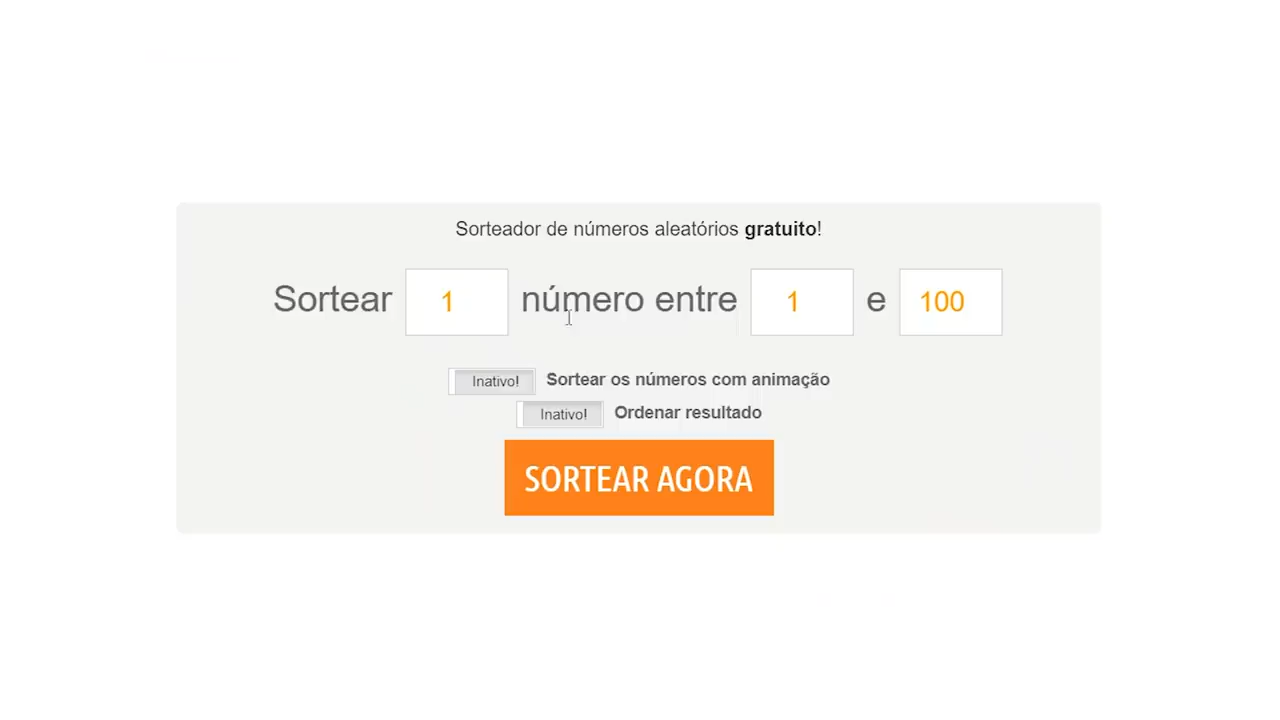 Sorteador de números aleatórios gratuito!
Sortear 1 número entre 1 e 100
Inativo! Sortear os números com animação
Inativo! Ordenar resultado
SORTEAR AGORA